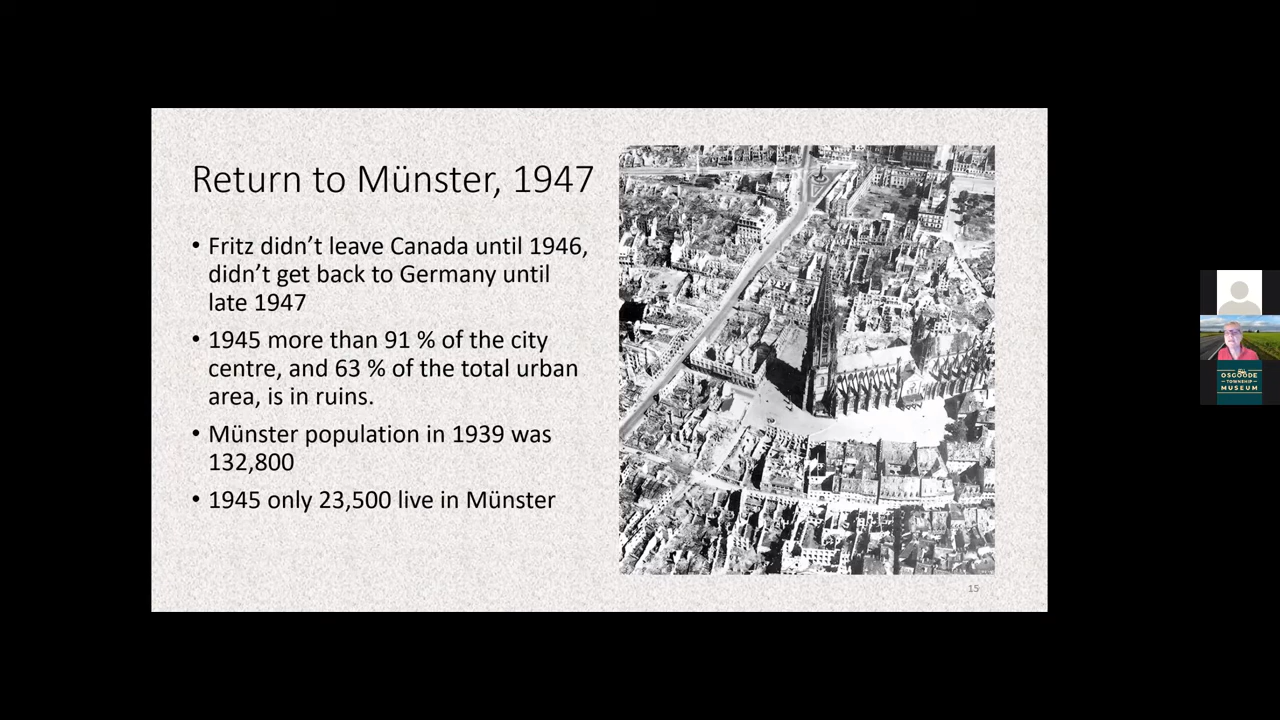 Return to Münster, 1947
• Fritz didn’t leave Canada until 1946,
didn’t get back to Germany until
late 1947
• 1945 more than 91 % of the city
centre, and 63 % of the total urban
area, is in ruins.
• Münster population in 1939 was
132,800
• 1945 only 23,500 live in Münster
15
OSGOODE
TOWNSHIP
MUSEUM